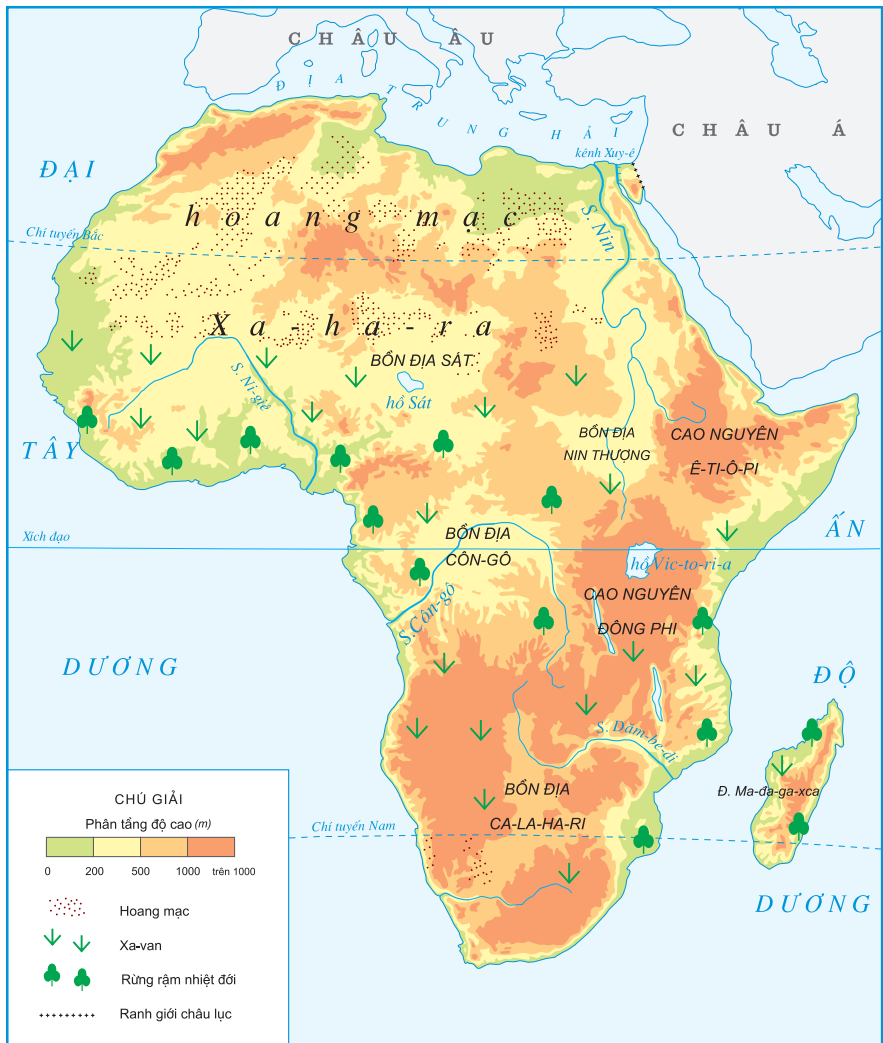 CHÂU ÂU
ĐỊA TRUNG HẢI
CHÂU Á
kênh Xuy-ê
ĐẠI
hoang mạc
S. Nin
Chí tuyến Bắc
Xa-ha-ra
BỒN ĐỊA SÁT
S. Ni-giê
hồ Sát
TÂY
BỒN ĐỊA
NIN THƯỢNG
CAO NGUYÊN
Ê-TI-Ô-PI
ẤN
Xích đạo
BỒN ĐỊA
CÔN-GÔ
hồ Vic-to-ri-a
CAO NGUYÊN
ĐÔNG PHI
S.Côn-gô
DƯƠNG
ĐỘ
S. Dăm-be-di
BỒN ĐỊA
CA-LA-HA-RI
Đ. Ma-đa-ga-xca
Chí tuyến Nam
DƯƠNG
CHÚ GIẢI
Phân tầng độ cao (m)
0 200 500 1000 trên 1000
Hoang mạc
Xa-van
Rừng rậm nhiệt đới
Ranh giới châu lục